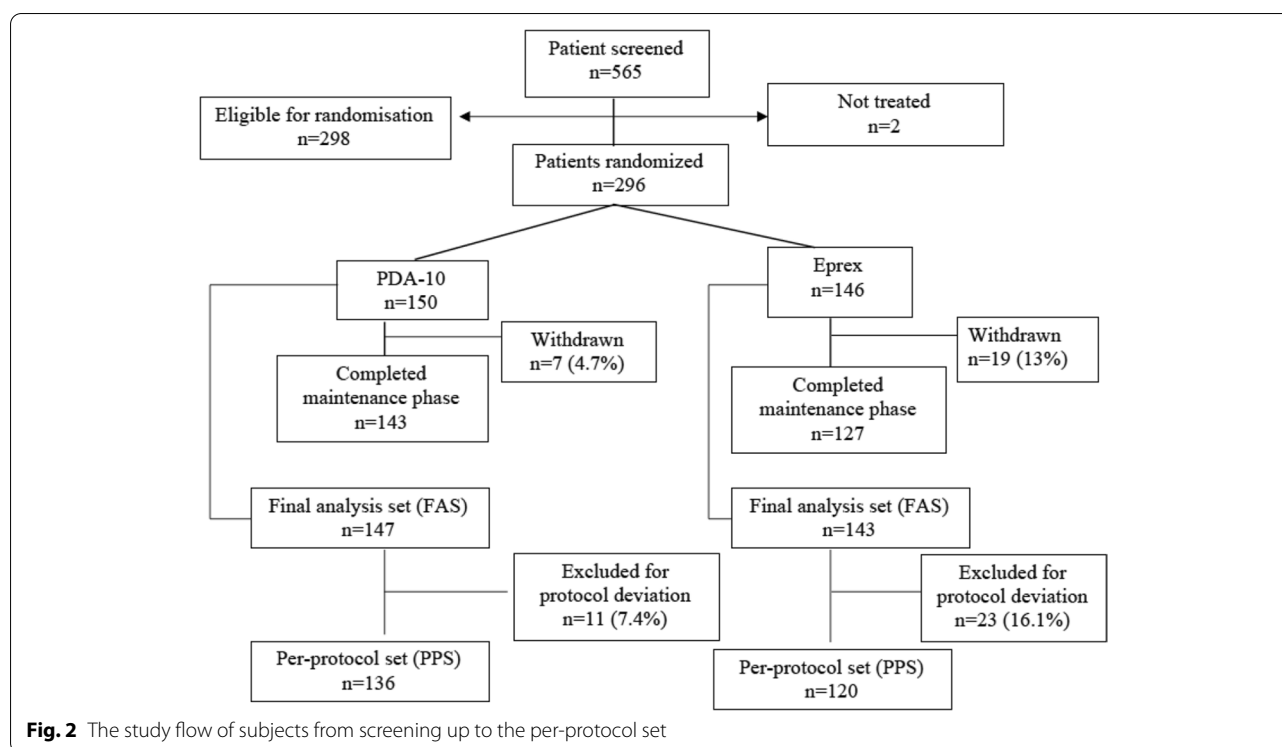 Patient screened
n=565
Eligible for randomisation
n=298
Not treated
n=2
Patients randomized
n=296
PDA-10
n=150
Eprex
n=146
Withdrawn
n=7 (4.7%)
Withdrawn
n=19 (13%)
Completed
maintenance phase
n=143
Completed
maintenance phase
n=127
Final analysis set (FAS)
n=147
Final analysis set (FAS)
n=143
Excluded for
protocol deviation
n=11 (7.4%)
Excluded for
protocol deviation
n=23 (16.1%)
Per-protocol set (PPS)
n=136
Per-protocol set (PPS)
n=120
Fig. 2 The study flow of subjects from screening up to the per-protocol set